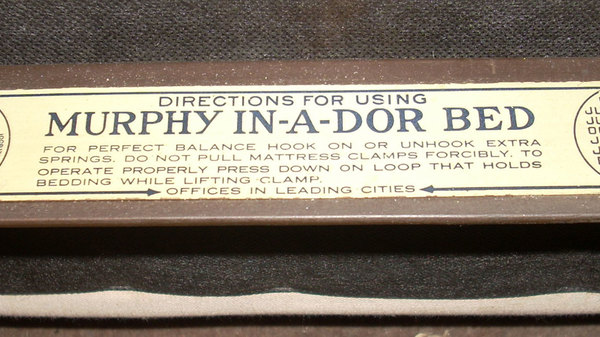 DIRECTIONS FOR USING
MURPHY IN-A-DOR BED
FOR PERFECT BALANCE HOOK ON OR UNHOOK EXTRA
SPRINGS. DO NOT PULL MATTRESS CLAMPS FORCIBLY. TO
OPERATE PROPERLY PRESS DOWN ON LOOP THAT HOLDS
BEDDING WHILE LIFTING CLAMP.
OFFICES IN LEADING CITIES